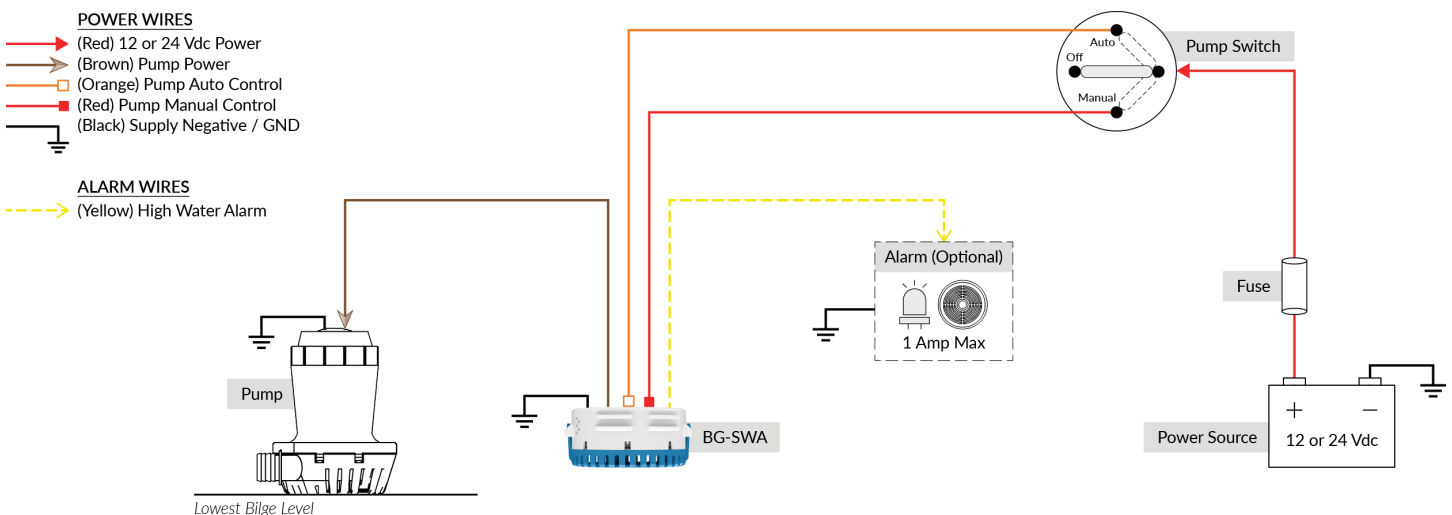 POWER WIRES
(Red) 12 or 24 Vdc Power
(Brown) Pump Power
(Orange) Pump Auto Control
(Red) Pump Manual Control
(Black) Supply Negative / GND
ALARM WIRES
(Yellow) High Water Alarm
Auto
Off
Manual
Pump Switch
Alarm (Optional)
1 Amp Max
Fuse
Pump
BG-SWA
Power Source
+ −
12 or 24 Vdc
Lowest Bilge Level